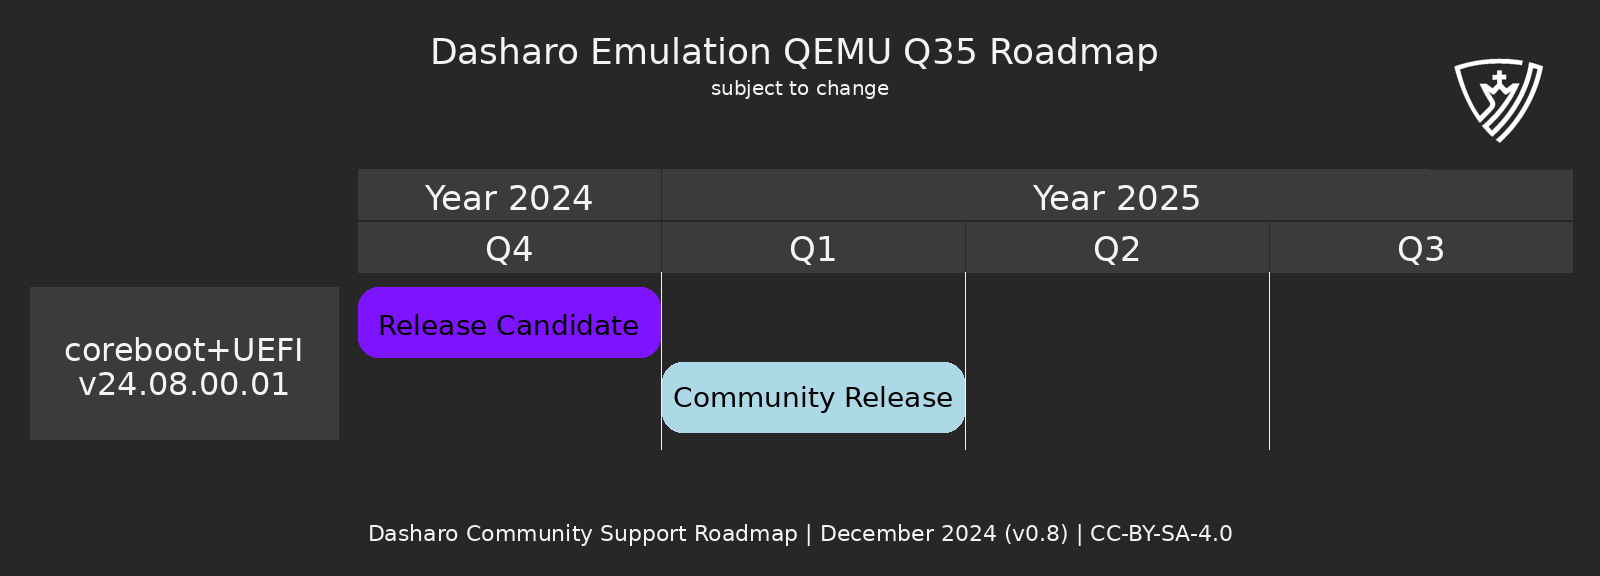 Dasharo Emulation QEMU Q35 Roadmap
subject to change
Year 2024
Year 2025
Q4
Q1
Q2
Q3
coreboot+UEFI
v24.08.00.01
Release Candidate
Community Release
Dasharo Community Support Roadmap | December 2024 (v0.8) | CC-BY-SA-4.0